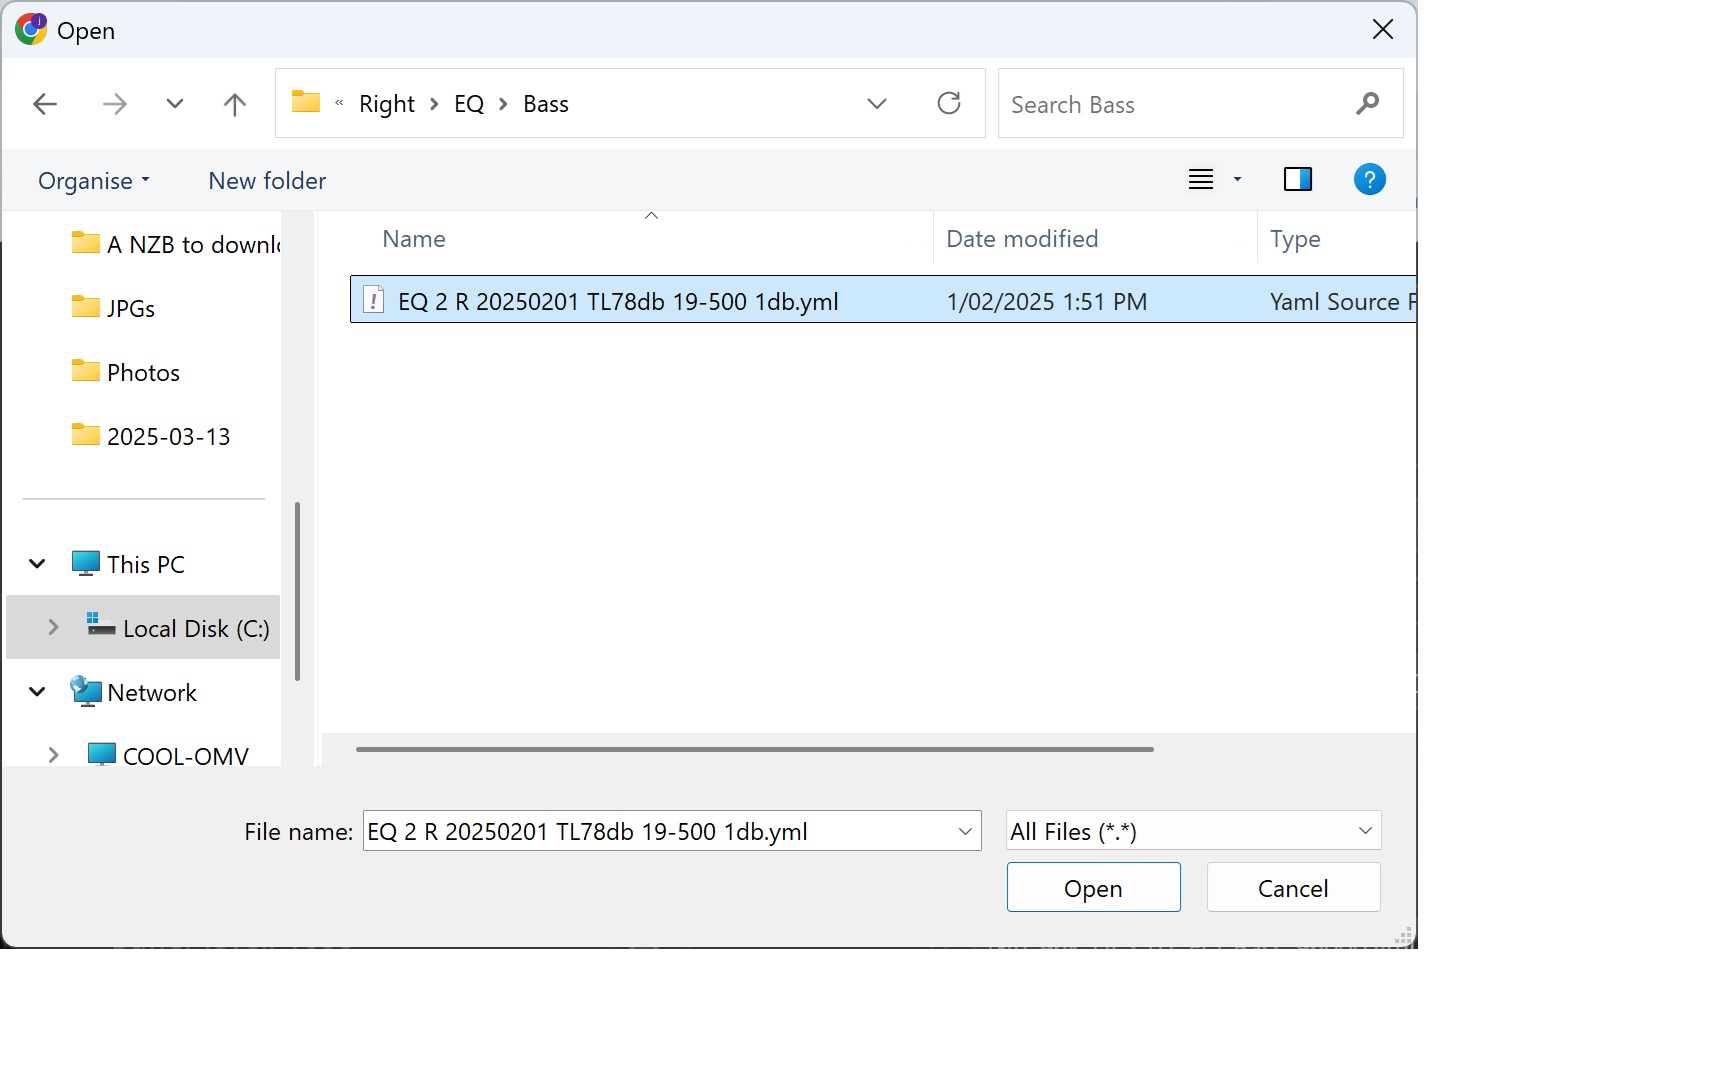 Open
« Right > EQ > Bass
Search Bass
Organise
New folder
?
Name
Date modified
Type
A NZB to downl
JPGs
Photos
2025-03-13
This PC
Local Disk (C:)
Network
COOL-OMV
EQ 2 R 20250201 TL78db 19-500 1db.yml
1/02/2025 1:51 PM
Yaml Source F
File name:
EQ 2 R 20250201 TL78db 19-500 1db.yml
All Files (*.*)
Open
Cancel